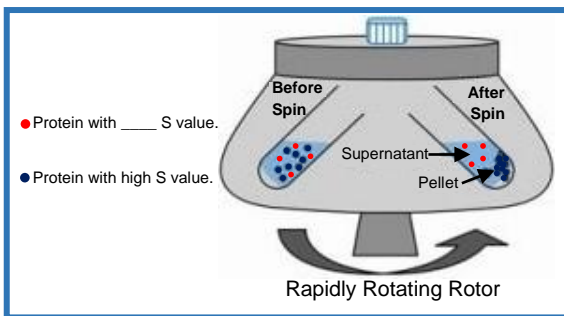 Before
Spin
After
Spin
Protein with ____ S value.
Supernatant
Protein with high S value.
Pellet
Rapidly Rotating Rotor